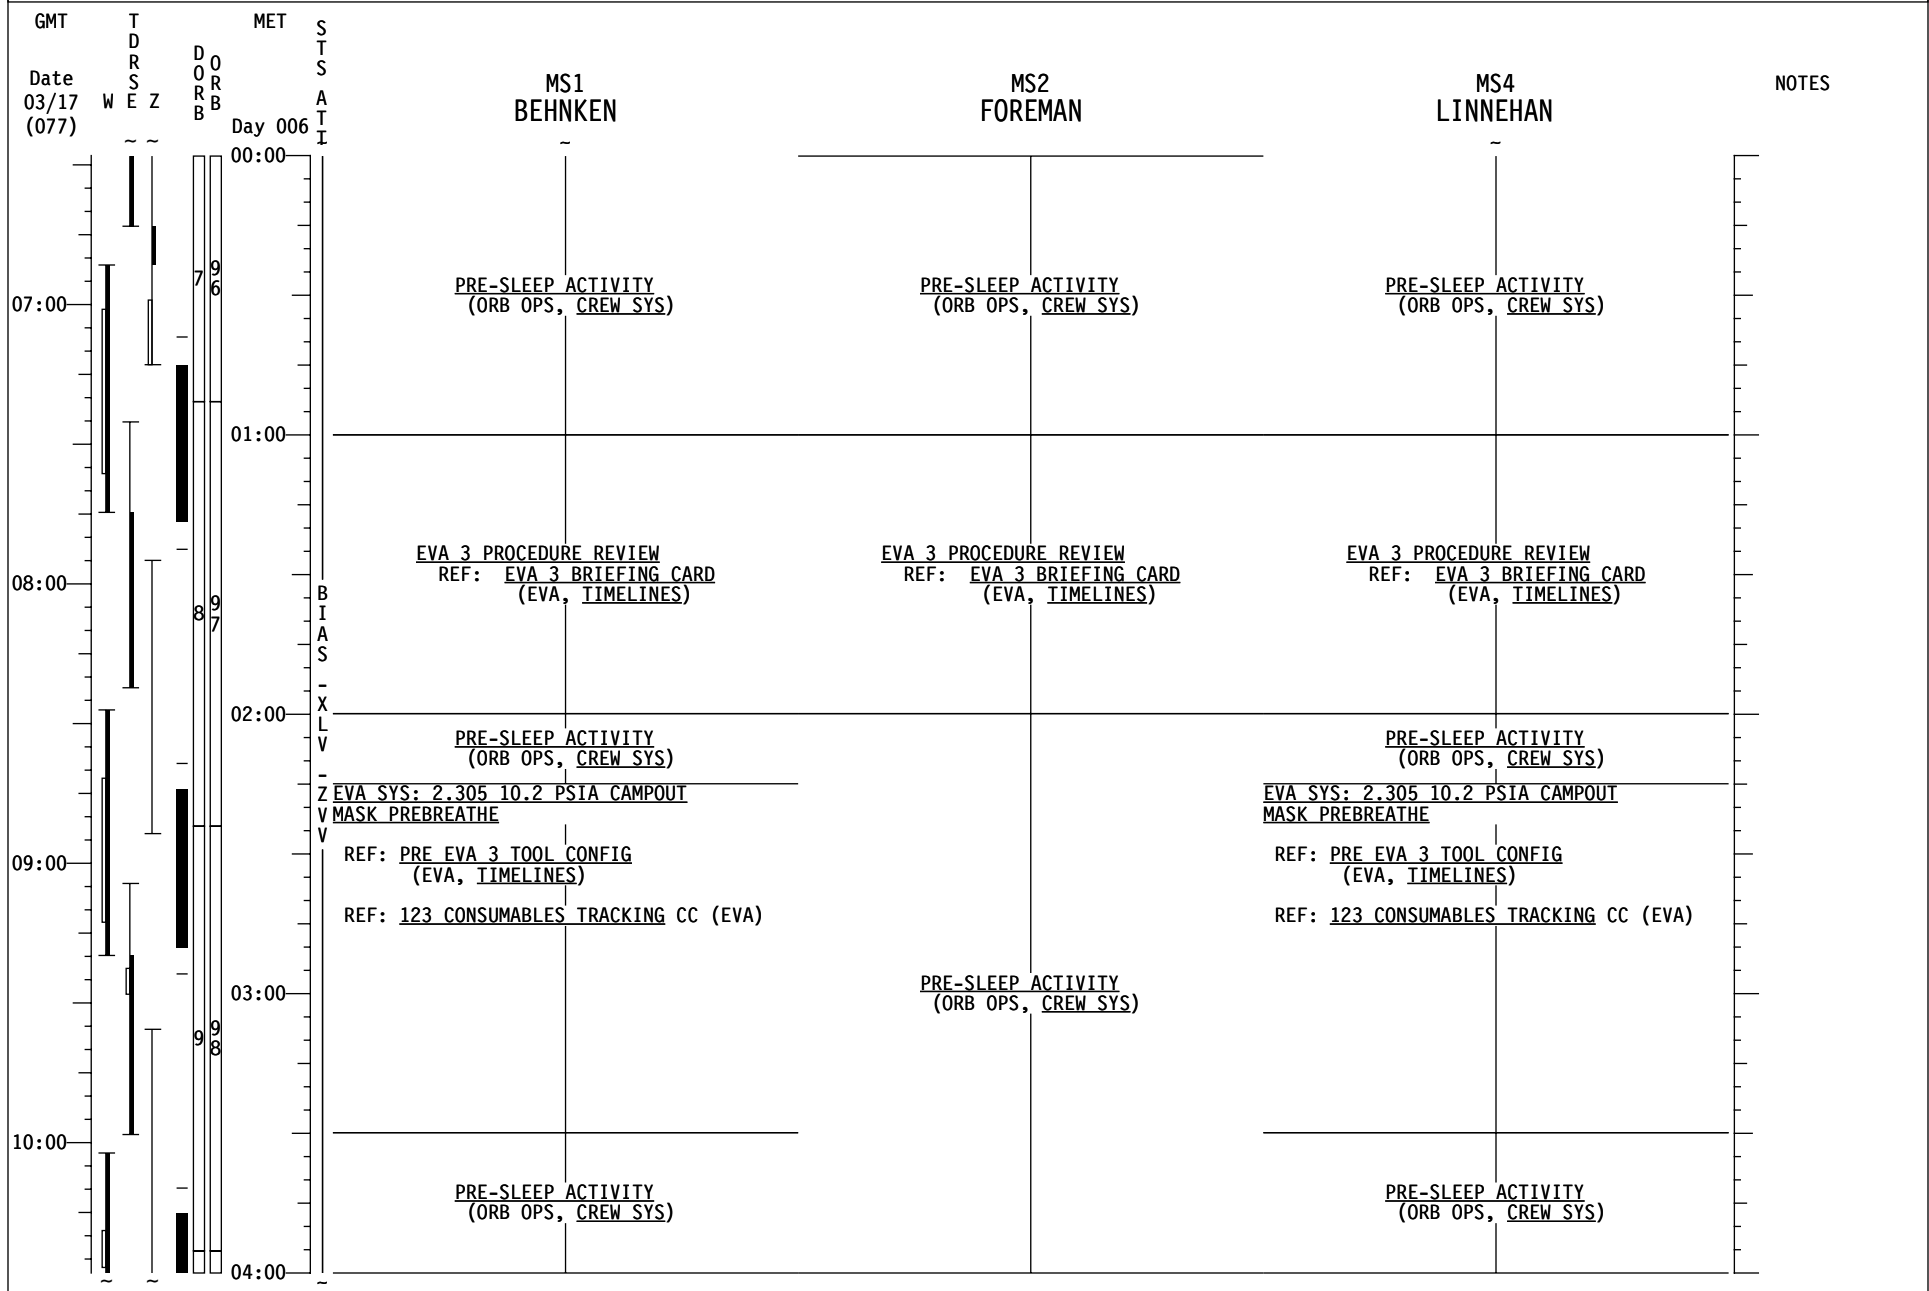 GMT
TDRSE
MET
STS ATT
DORB
ORB
Date
03/17
(077)
W E Z
Day 006
MS1
BEHNKEN
MS2
FOREMAN
MS4
LINNEHAN
NOTES
~ ~ ~ ~
00:00
7
96
PRE-SLEEP ACTIVITY
(ORB OPS, CREW SYS)
PRE-SLEEP ACTIVITY
(ORB OPS, CREW SYS)
PRE-SLEEP ACTIVITY
(ORB OPS, CREW SYS)
07:00
01:00
EVA 3 PROCEDURE REVIEW
REF: EVA 3 BRIEFING CARD
(EVA, TIMELINES)
EVA 3 PROCEDURE REVIEW
REF: EVA 3 BRIEFING CARD
(EVA, TIMELINES)
EVA 3 PROCEDURE REVIEW
REF: EVA 3 BRIEFING CARD
(EVA, TIMELINES)
08:00
8
97
BIAS -XLV -ZVV
02:00
PRE-SLEEP ACTIVITY
(ORB OPS, CREW SYS)
PRE-SLEEP ACTIVITY
(ORB OPS, CREW SYS)
EVA SYS: 2.305 10.2 PSIA CAMPOUT
MASK PREBREATHE
REF: PRE EVA 3 TOOL CONFIG
(EVA, TIMELINES)
REF: 123 CONSUMABLES TRACKING CC (EVA)
EVA SYS: 2.305 10.2 PSIA CAMPOUT
MASK PREBREATHE
REF: PRE EVA 3 TOOL CONFIG
(EVA, TIMELINES)
REF: 123 CONSUMABLES TRACKING CC (EVA)
09:00
PRE-SLEEP ACTIVITY
(ORB OPS, CREW SYS)
03:00
9
98
10:00
PRE-SLEEP ACTIVITY
(ORB OPS, CREW SYS)
PRE-SLEEP ACTIVITY
(ORB OPS, CREW SYS)
04:00
~ ~ ~